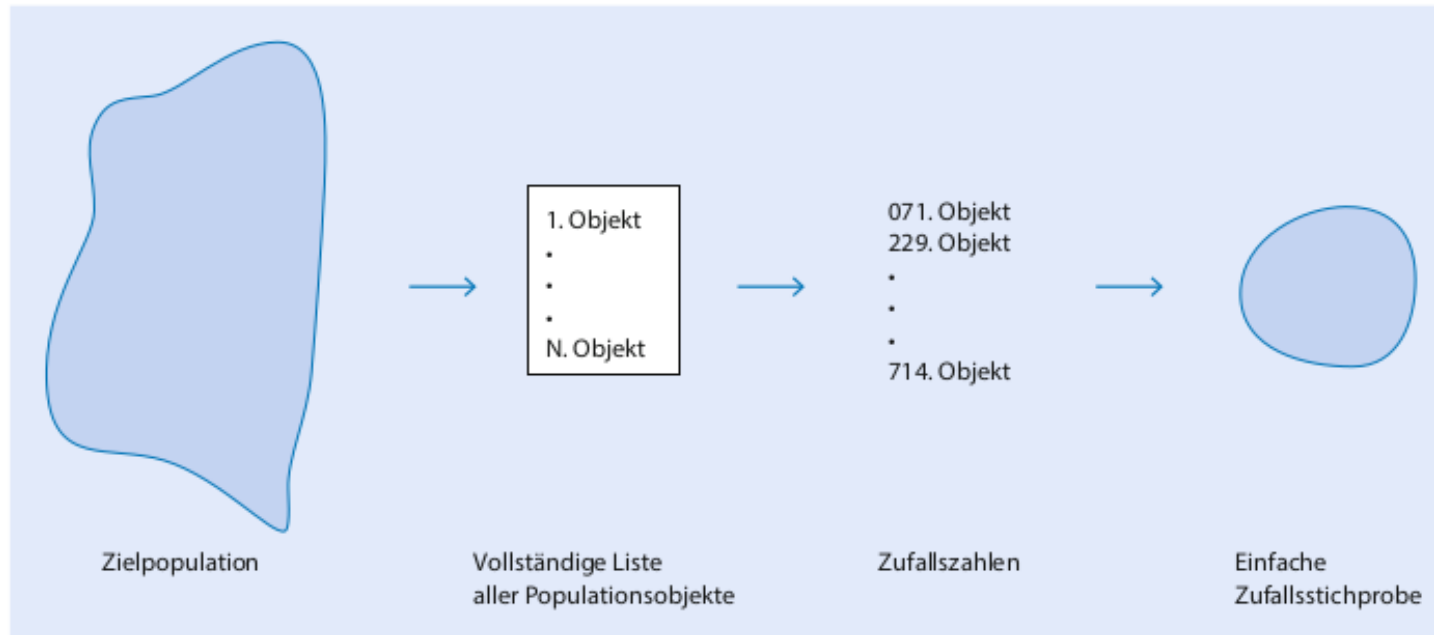 1. Objekt
•
•
•
N. Objekt
071. Objekt
229. Objekt
•
•
•
714. Objekt
Zielpopulation
Vollständige Liste
aller Populationsobjekte
Zufallszahlen
Einfache
Zufallsstichprobe